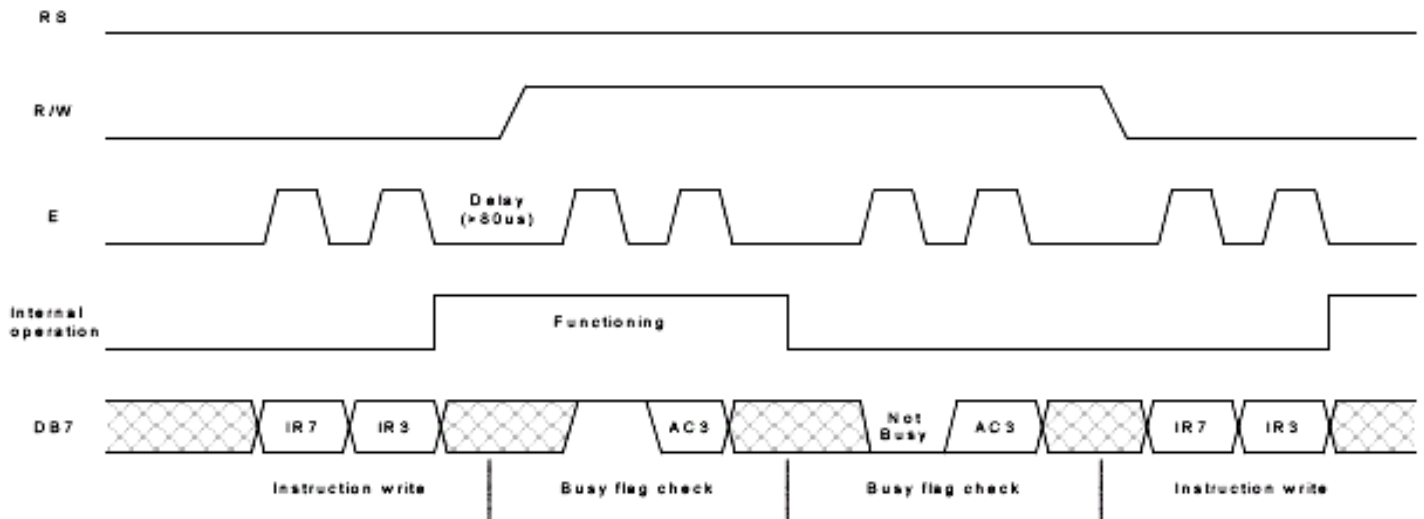 RS
R/W
E
Delay
(>80us)
Internal
operation
Functioning
DB7
IR7
IR3
AC3
Not
Busy
AC3
IR7
IR3
Instruction write
Busy flag check
Busy flag check
Instruction write